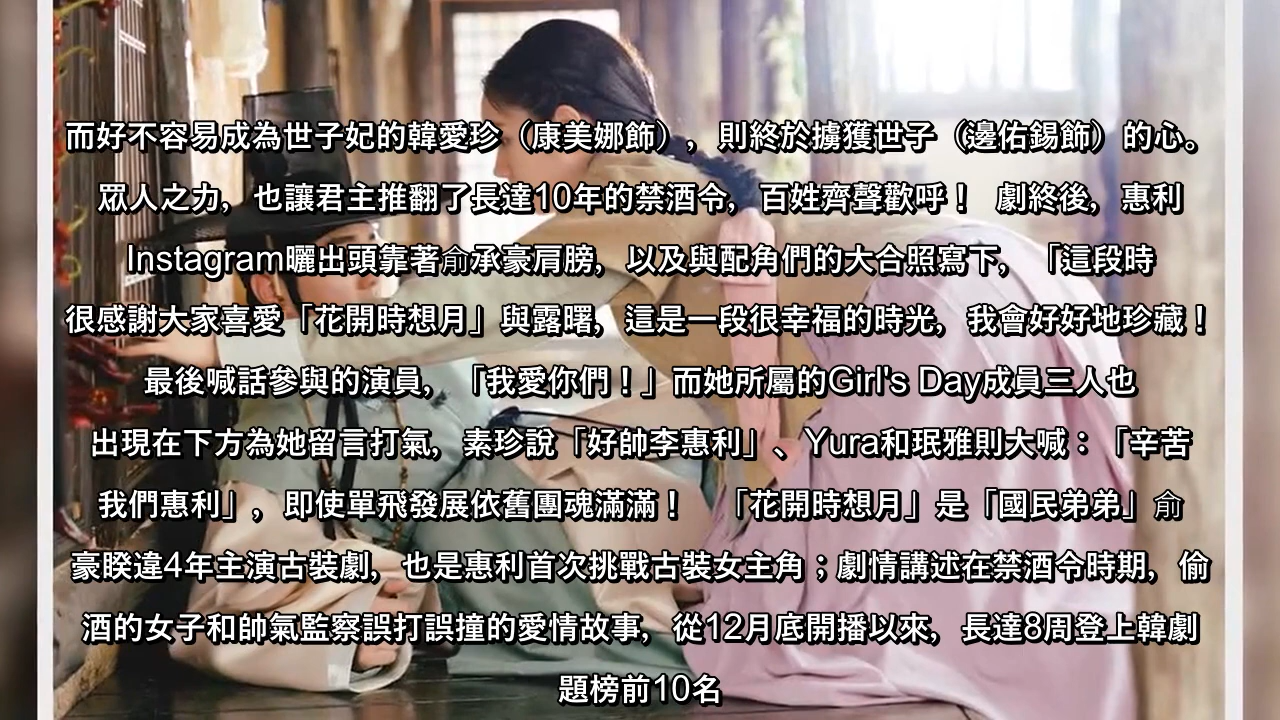 而好不容易成為世子妃的韓愛珍（康美娜飾），則終於擄獲世子（邊佑錫飾）的心。
眾人之力，也讓君主推翻了長達10年的禁酒令，百姓齊聲歡呼！ 劇終後，惠利
Instagram曬出頭靠著俞承豪肩膀，以及與配角們的大合照寫下，「這段時
很感謝大家喜愛「花開時想月」與露曙，這是一段很幸福的時光，我會好好地珍藏！
最後喊話參與的演員，「我愛你們！」而她所屬的Girl's Day成員三人也
出現在下方為她留言打氣，素珍說「好帥李惠利」、Yura和珉雅則大喊：「辛苦
我們惠利」，即使單飛發展依舊團魂滿滿！ 「花開時想月」是「國民弟弟」俞
豪睽違4年主演古裝劇，也是惠利首次挑戰古裝女主角；劇情講述在禁酒令時期，偷
酒的女子和帥氣監察誤打誤撞的愛情故事，從12月底開播以來，長達8周登上韓劇
題榜前10名